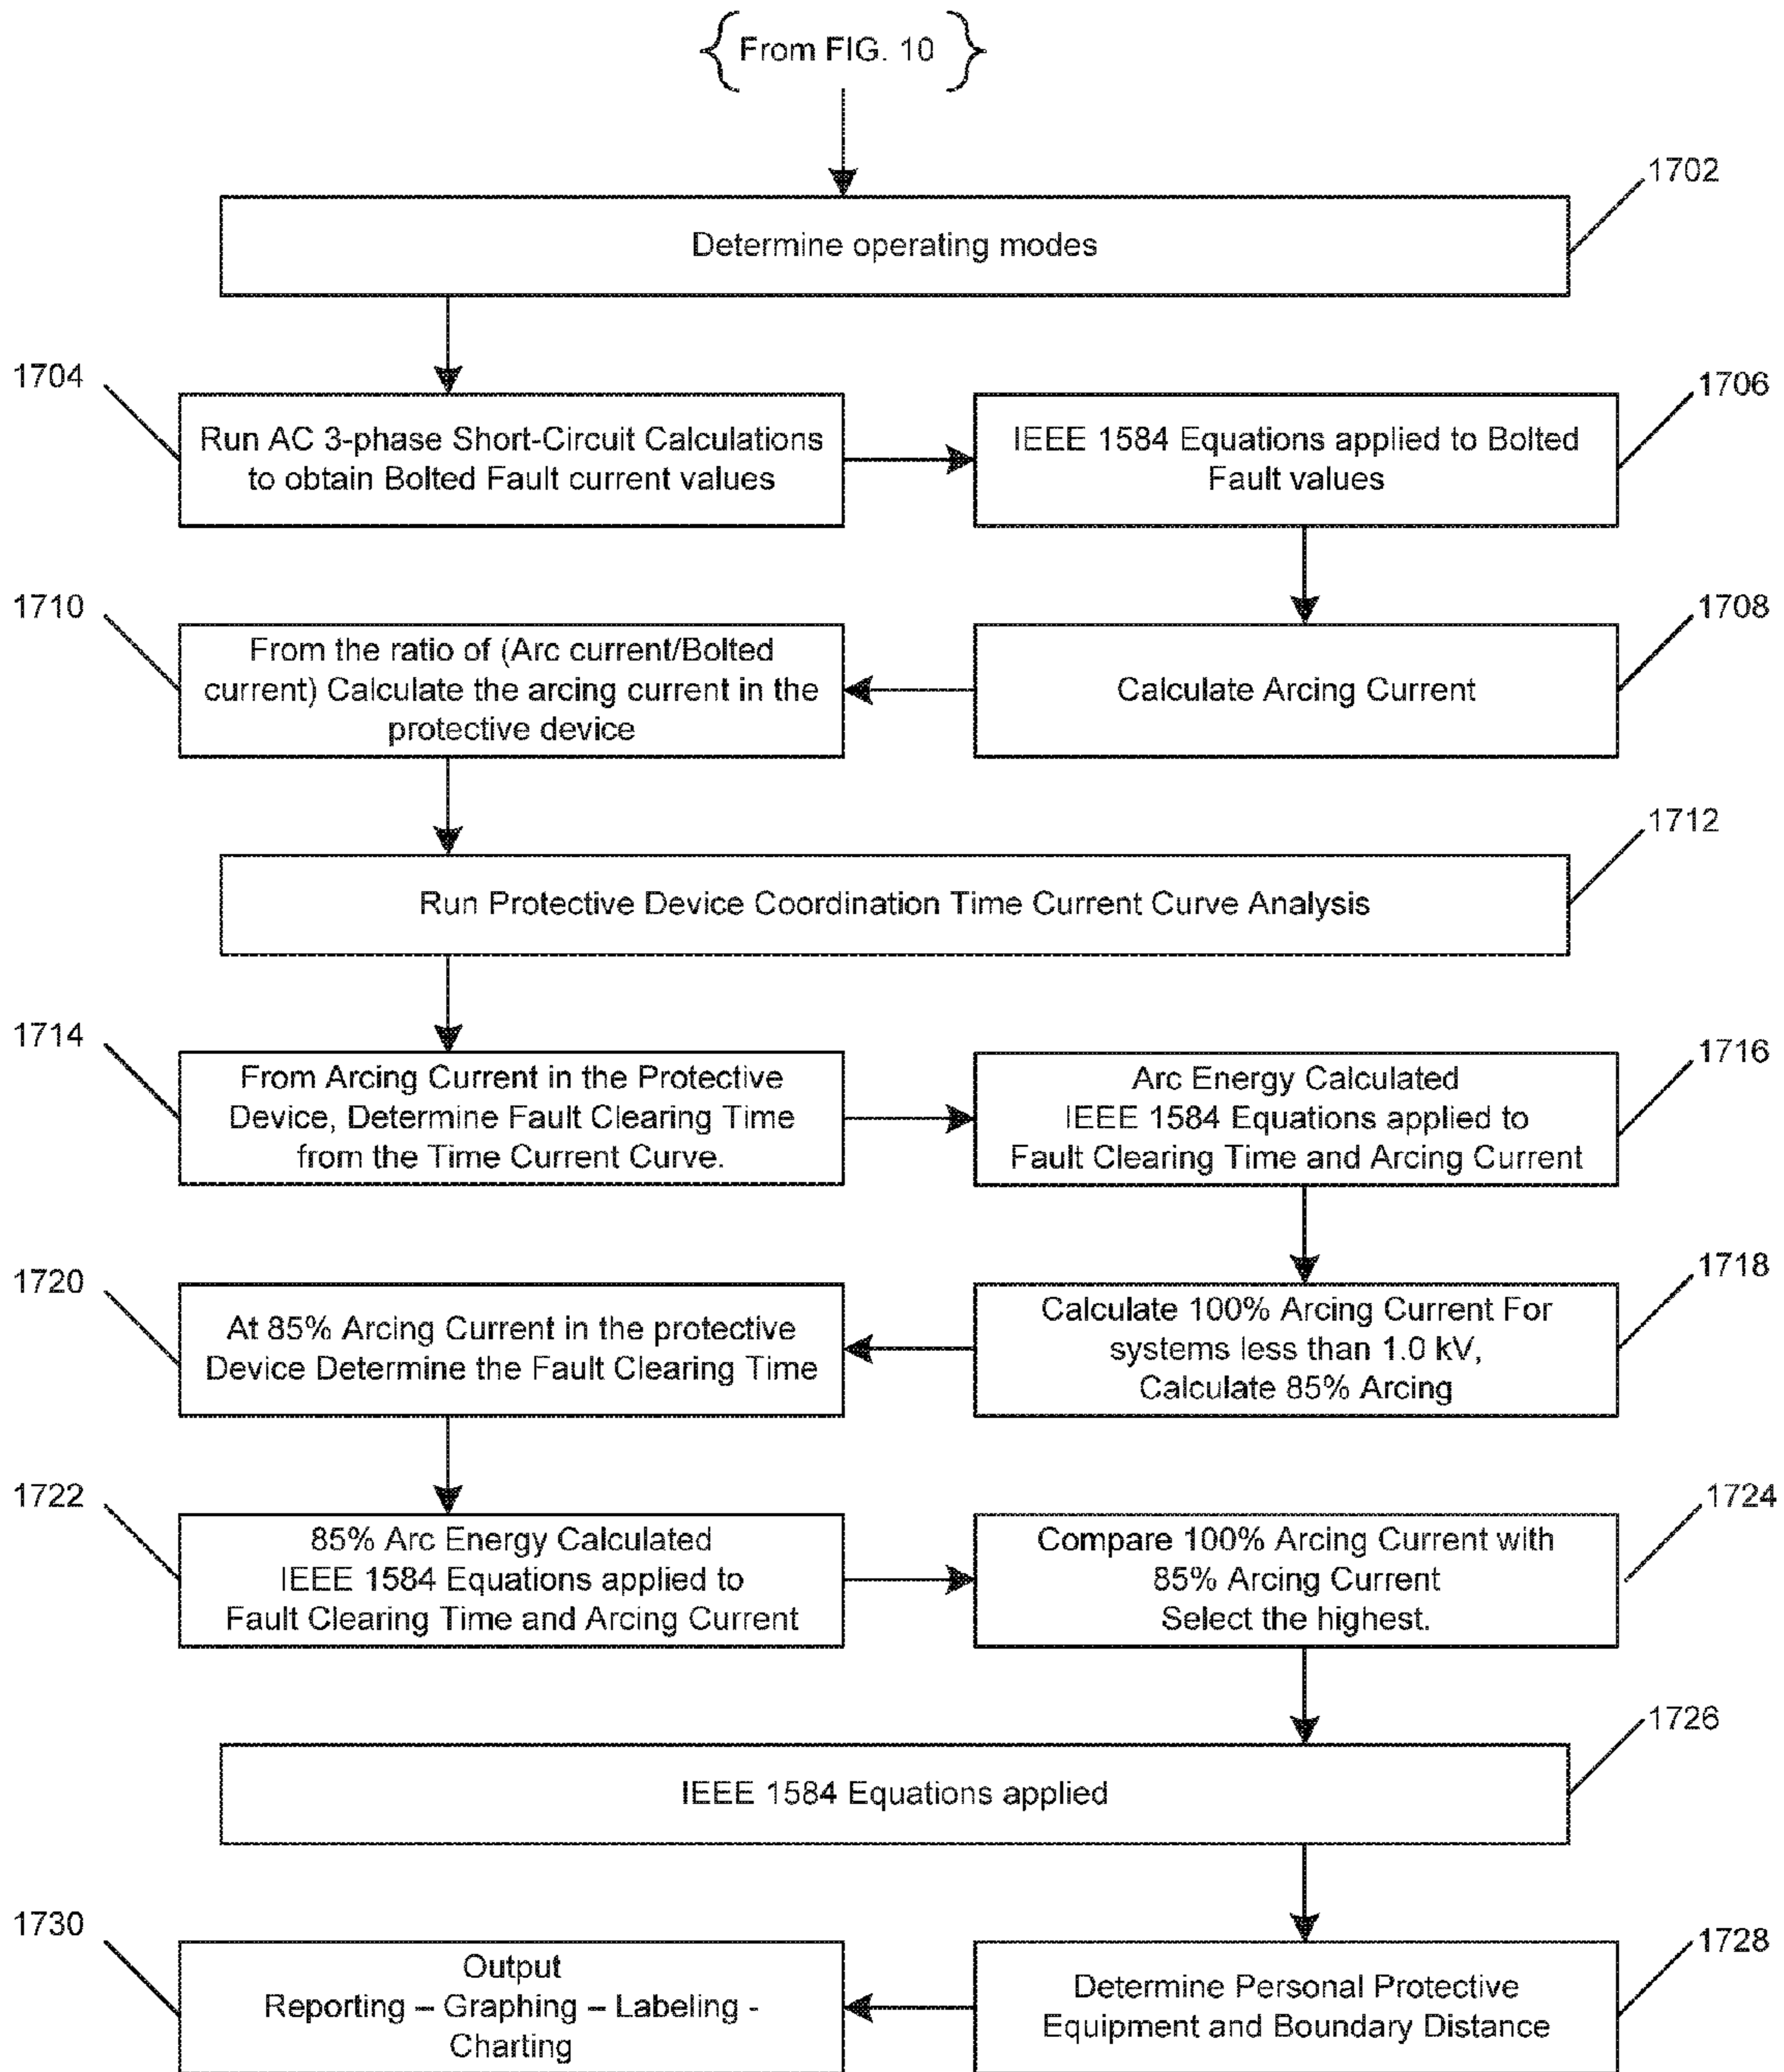 From FIG. 10
1702
Determine operating modes
1704
Run AC 3-phase Short-Circuit Calculations
to obtain Bolted Fault current values
1706
IEEE 1584 Equations applied to Bolted
Fault values
1708
Calculate Arcing Current
1710
From the ratio of (Arc current/Bolted
current) Calculate the arcing current in the
protective device
1712
Run Protective Device Coordination Time Current Curve Analysis
1714
From Arcing Current in the Protective
Device, Determine Fault Clearing Time
from the Time Current Curve.
1716
Arc Energy Calculated
IEEE 1584 Equations applied to
Fault Clearing Time and Arcing Current
1718
Calculate 100% Arcing Current For
systems less than 1.0 kV,
Calculate 85% Arcing
1720
At 85% Arcing Current in the protective
Device Determine the Fault Clearing Time
1722
85% Arc Energy Calculated
IEEE 1584 Equations applied to
Fault Clearing Time and Arcing Current
1724
Compare 100% Arcing Current with
85% Arcing Current
Select the highest.
1726
IEEE 1584 Equations applied
1728
Determine Personal Protective
Equipment and Boundary Distance
1730
Output
Reporting – Graphing – Labeling -
Charting